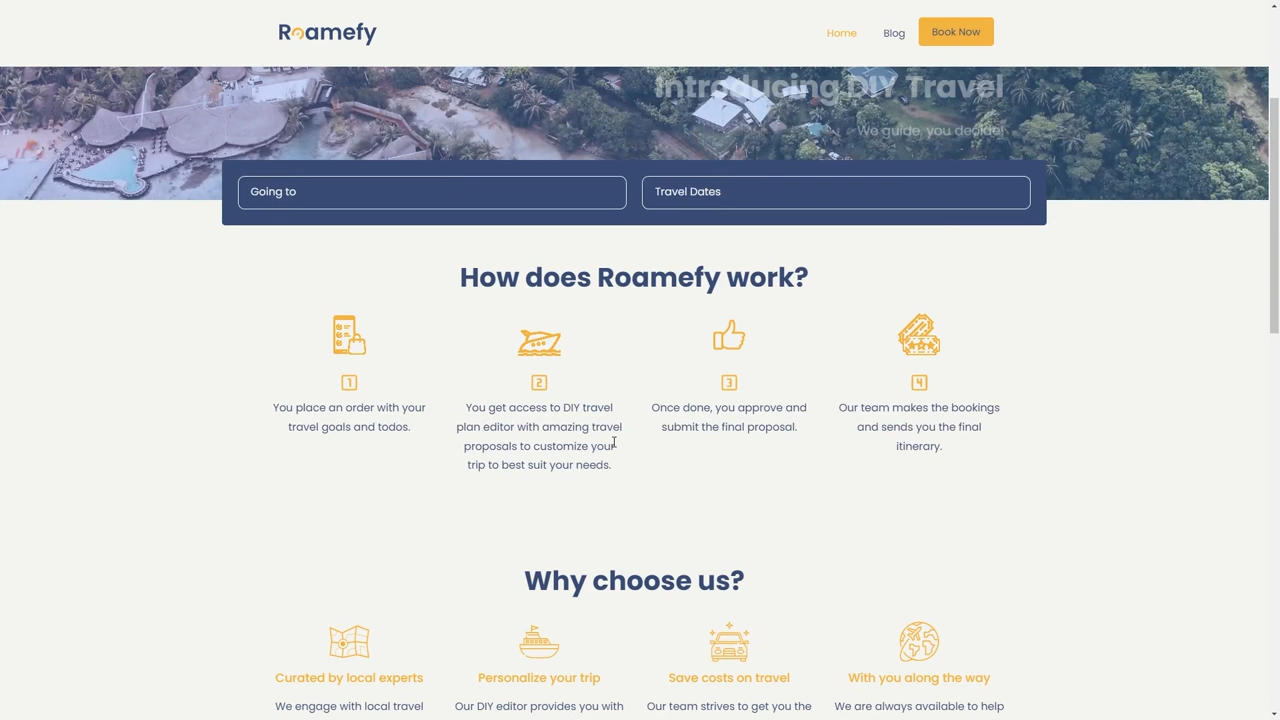 Roamefy
Home
Blog
Book Now
Introducing DIY Travel
We guide, you decide!
Going to
Travel Dates
How does Roamefy work?
1
You place an order with your
travel goals and todos.
2
You get access to DIY travel
plan editor with amazing travel
proposals to customize your
trip to best suit your needs.
3
Once done, you approve and
submit the final proposal.
4
Our team makes the bookings
and sends you the final
itinerary.
Why choose us?
Curated by local experts
We engage with local travel
Personalize your trip
Our DIY editor provides you with
Save costs on travel
Our team strives to get you the
With you along the way
We are always available to help